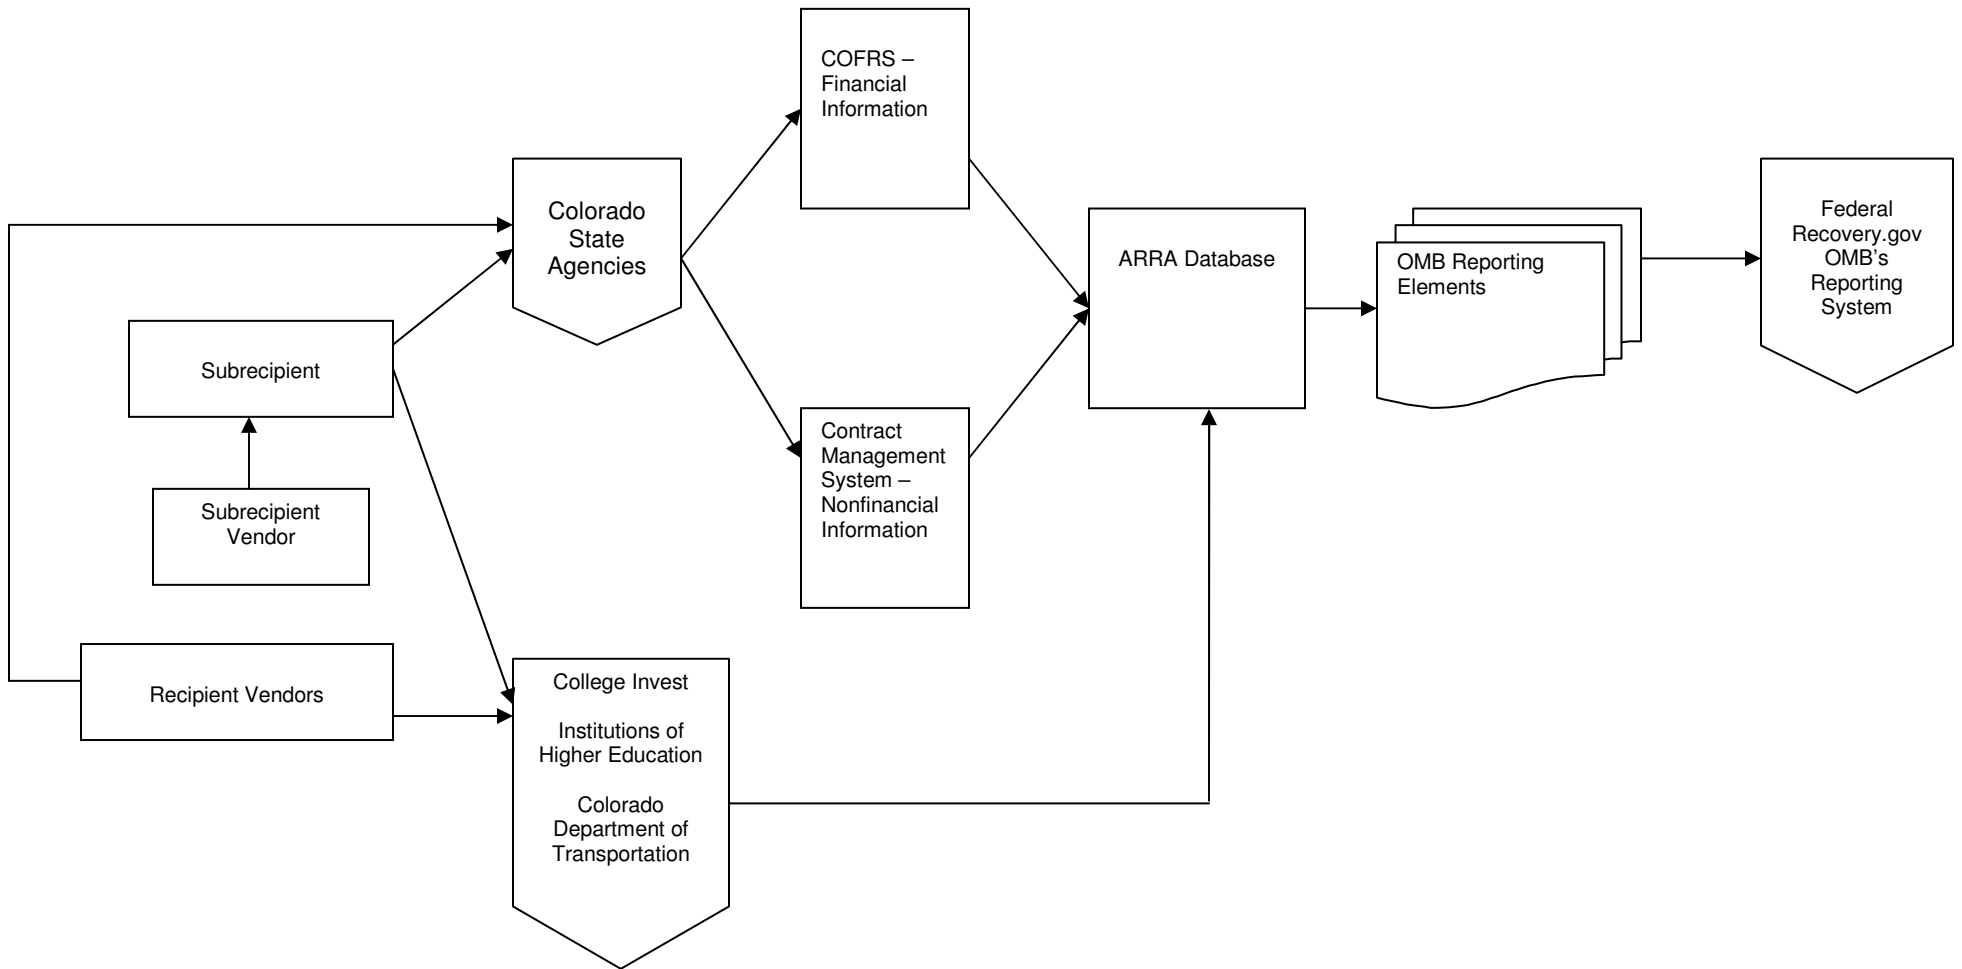 COFRS –
Financial
Information
Colorado
State
Agencies
Federal
Recovery.gov
OMB’s
Reporting
System
ARRA Database
OMB Reporting
Elements
Subrecipient
Contract
Management
System –
Nonfinancial
Information
Subrecipient
Vendor
Recipient Vendors
College Invest
Institutions of
Higher Education
Colorado
Department of
Transportation